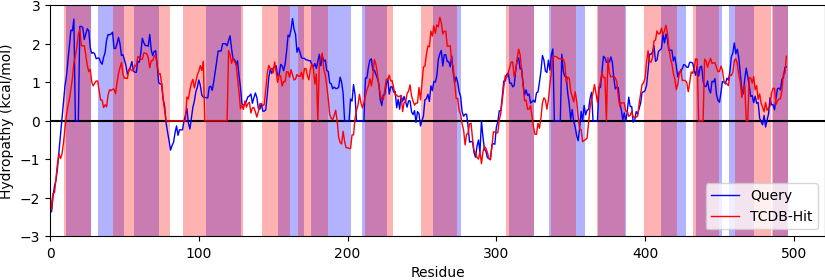 3
2
1
0
−1
−2
−3
Hydropathy (kcal/mol)
Query
TCDB-Hit
0 100 200 300 400 500
Residue